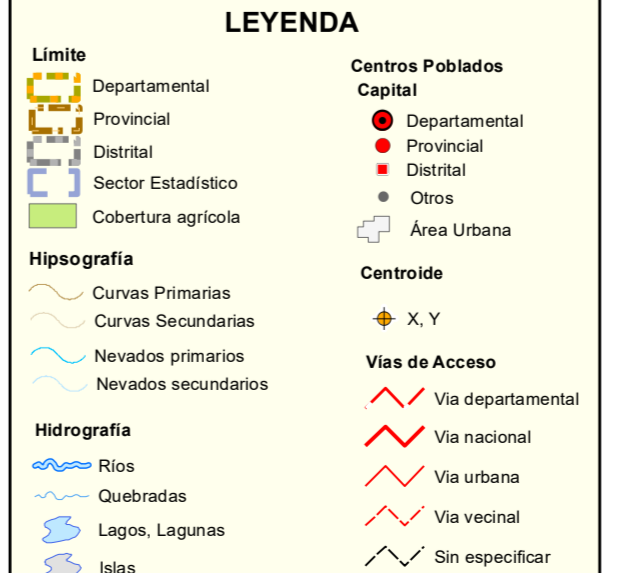 LEYENDA
Límite
Departamental
Provincial
Distrital
Sector Estadístico
Cobertura agrícola
Hipsografía
Curvas Primarias
Curvas Secundarias
Nevados primarios
Nevados secundarios
Hidrografía
Ríos
Quebradas
Lagos, Lagunas
Islas
Centros Poblados
Capital
Departamental
Provincial
Distrital
Otros
Área Urbana
Centroide
X, Y
Vías de Acceso
Via departamental
Via nacional
Via urbana
Via vecinal
Sin especificar